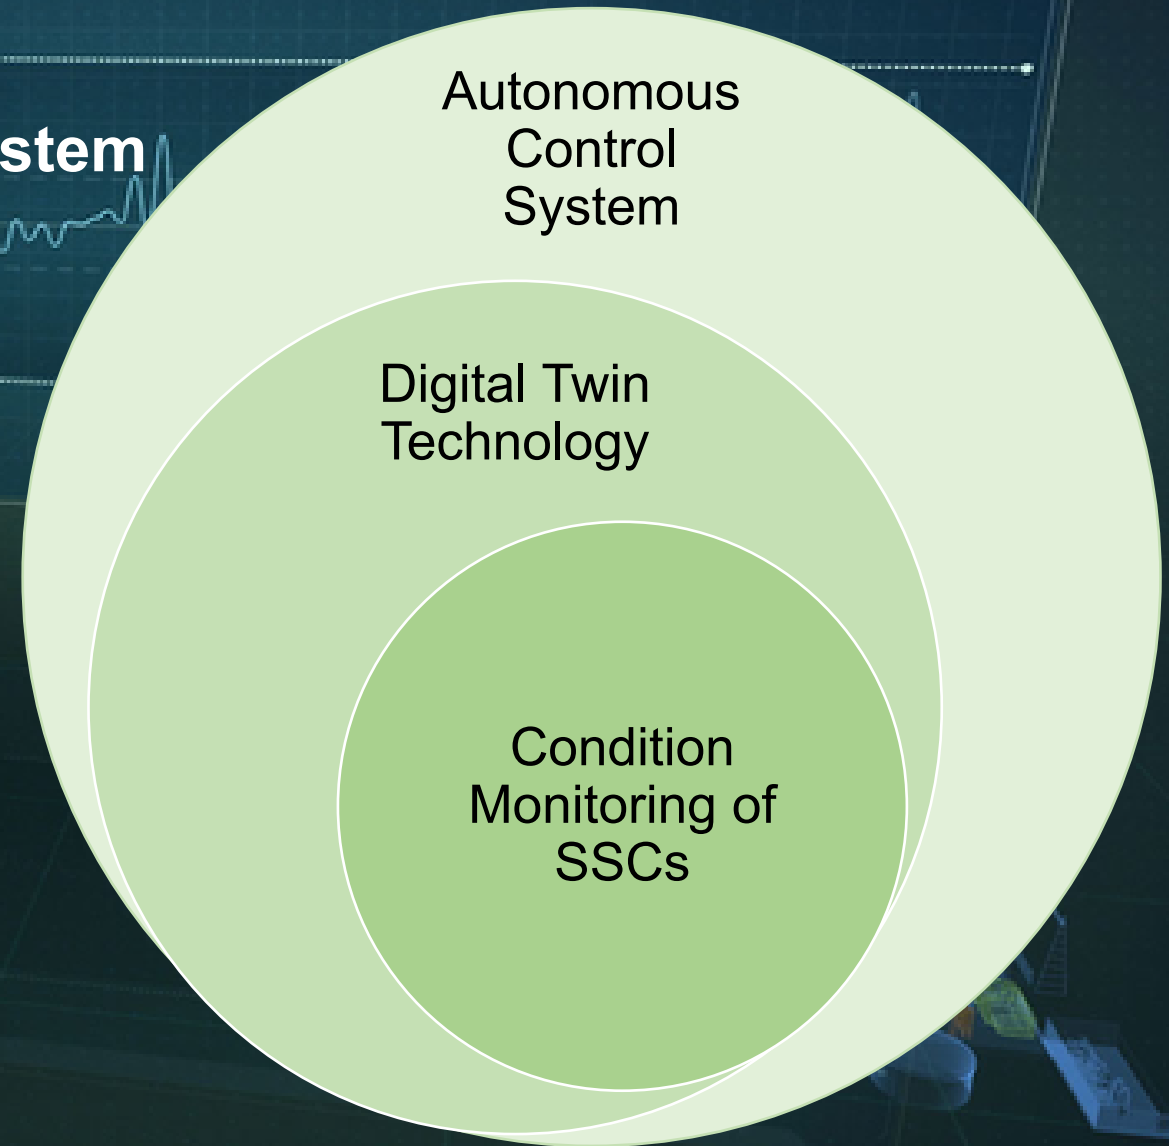 Autonomous
Control
System
stem
Digital Twin
Technology
Condition
Monitoring of
SSCs